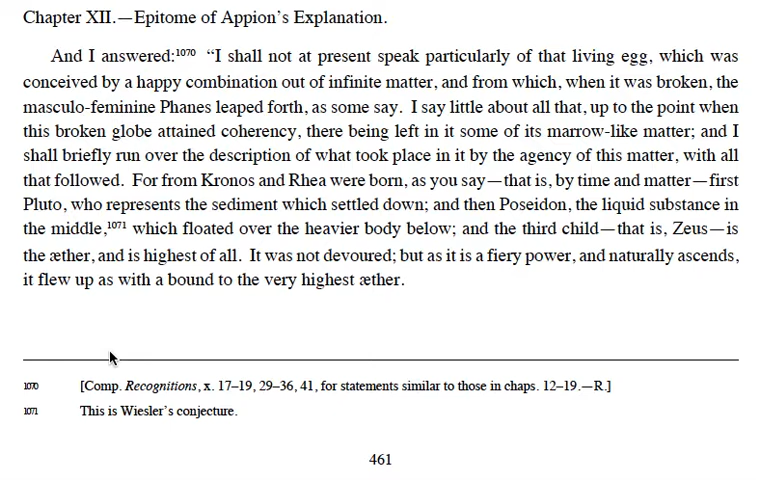 Chapter XII.—Epitome of Appion’s Explanation.
And I answered:1070 “I shall not at present speak particularly of that living egg, which was
conceived by a happy combination out of infinite matter, and from which, when it was broken, the
masculo-feminine Phanes leaped forth, as some say. I say little about all that, up to the point when
this broken globe attained coherency, there being left in it some of its marrow-like matter; and I
shall briefly run over the description of what took place in it by the agency of this matter, with all
that followed. For from Kronos and Rhea were born, as you say—that is, by time and matter—first
Pluto, who represents the sediment which settled down; and then Poseidon, the liquid substance in
the middle,1071 which floated over the heavier body below; and the third child—that is, Zeus—is
the æther, and is highest of all. It was not devoured; but as it is a fiery power, and naturally ascends,
it flew up as with a bound to the very highest æther.
1070 [Comp. Recognitions, x. 17–19, 29–36, 41, for statements similar to those in chaps. 12–19.—R.]
1071 This is Wiesler’s conjecture.
461